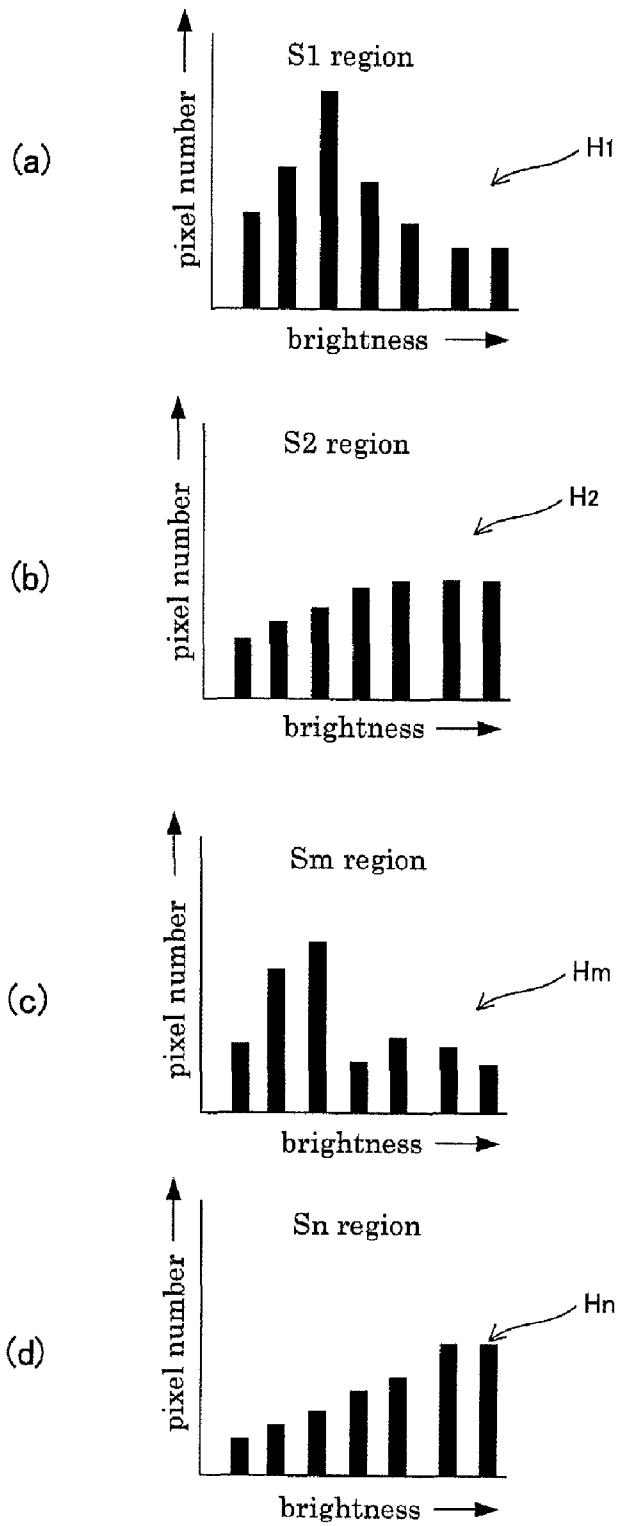 (a)
pixel number
S1 region
H1
brightness
(b)
pixel number
S2 region
H2
brightness
(c)
pixel number
Sm region
Hm
brightness
(d)
pixel number
Sn region
Hn
brightness